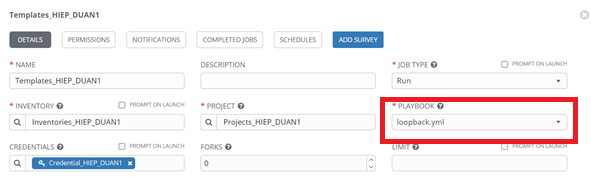 Templates_HIEP_DUAN1
DETAILS PERMISSIONS NOTIFICATIONS COMPLETED JOBS SCHEDULES ADD SURVEY
* NAME DESCRIPTION * JOB TYPE PROMPT ON LAUNCH
Templates_HIEP_DUAN1 Run
* INVENTORY PROMPT ON LAUNCH * PROJECT * PLAYBOOK
Inventories_HIEP_DUAN1 Projects_HIEP_DUAN1 loopback.yml
CREDENTIALS PROMPT ON LAUNCH FORKS LIMIT PROMPT ON LAUNCH
Credential_HIEP_DUAN1 0